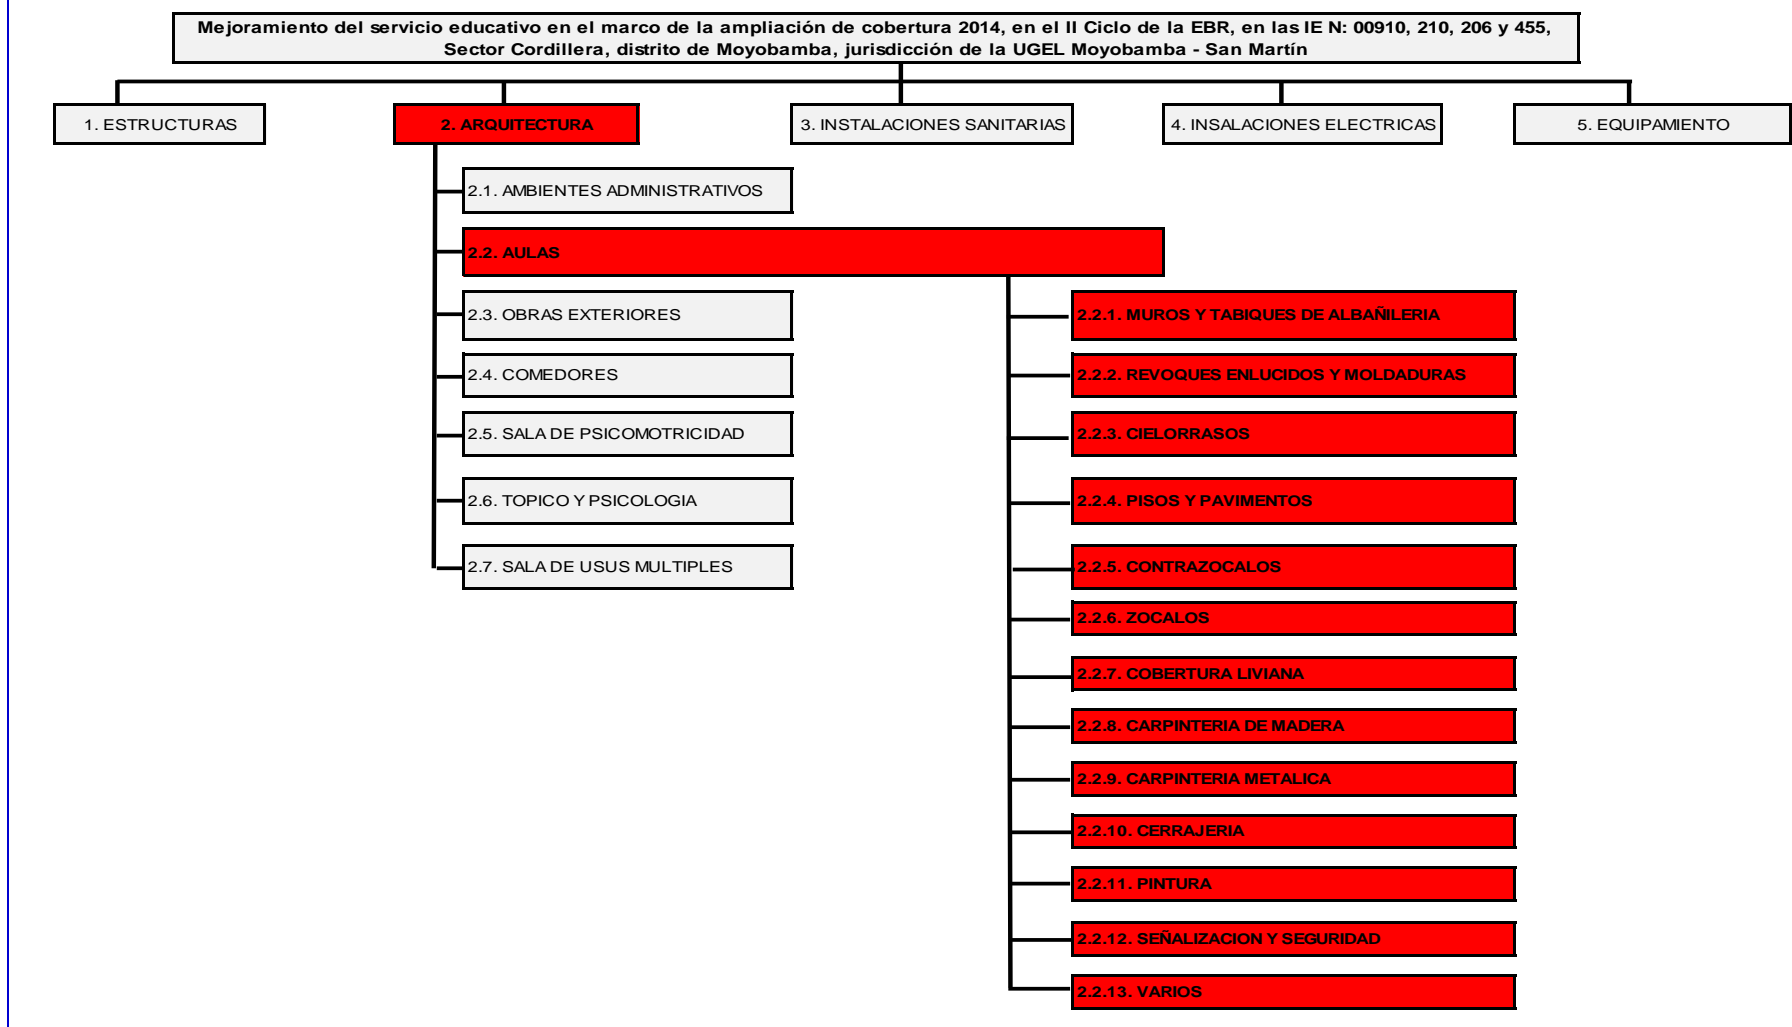 Mejoramiento del servicio educativo en el marco de la ampliación de cobertura 2014, en el II Ciclo de la EBR, en las IE N: 00910, 210, 206 y 455,
Sector Cordillera, distrito de Moyobamba, jurisdicción de la UGEL Moyobamba - San Martín
1. ESTRUCTURAS
2. ARQUITECTURA
3. INSTALACIONES SANITARIAS
4. INSALACIONES ELECTRICAS
5. EQUIPAMIENTO
2.1. AMBIENTES ADMINISTRATIVOS
2.2. AULAS
2.3. OBRAS EXTERIORES
2.4. COMEDORES
2.5. SALA DE PSICOMOTRICIDAD
2.6. TOPICO Y PSICOLOGIA
2.7. SALA DE USUS MULTIPLES
2.2.1. MUROS Y TABIQUES DE ALBAÑILERIA
2.2.2. REVOQUES ENLUCIDOS Y MOLDADURAS
2.2.3. CIELORRASOS
2.2.4. PISOS Y PAVIMENTOS
2.2.5. CONTRAZOCALOS
2.2.6. ZOCALOS
2.2.7. COBERTURA LIVIANA
2.2.8. CARPINTERIA DE MADERA
2.2.9. CARPINTERIA METALICA
2.2.10. CERRAJERIA
2.2.11. PINTURA
2.2.12. SEÑALIZACION Y SEGURIDAD
2.2.13. VARIOS